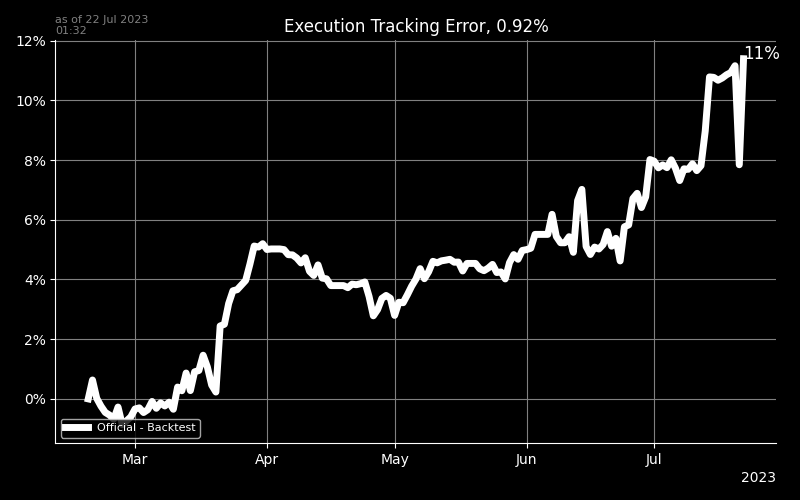 as of 22 Jul 2023
01:32
Execution Tracking Error, 0.92%
12%
11%
10%
8%
6%
4%
2%
0%
Official - Backtest
Mar
Apr
May
Jun
Jul
2023